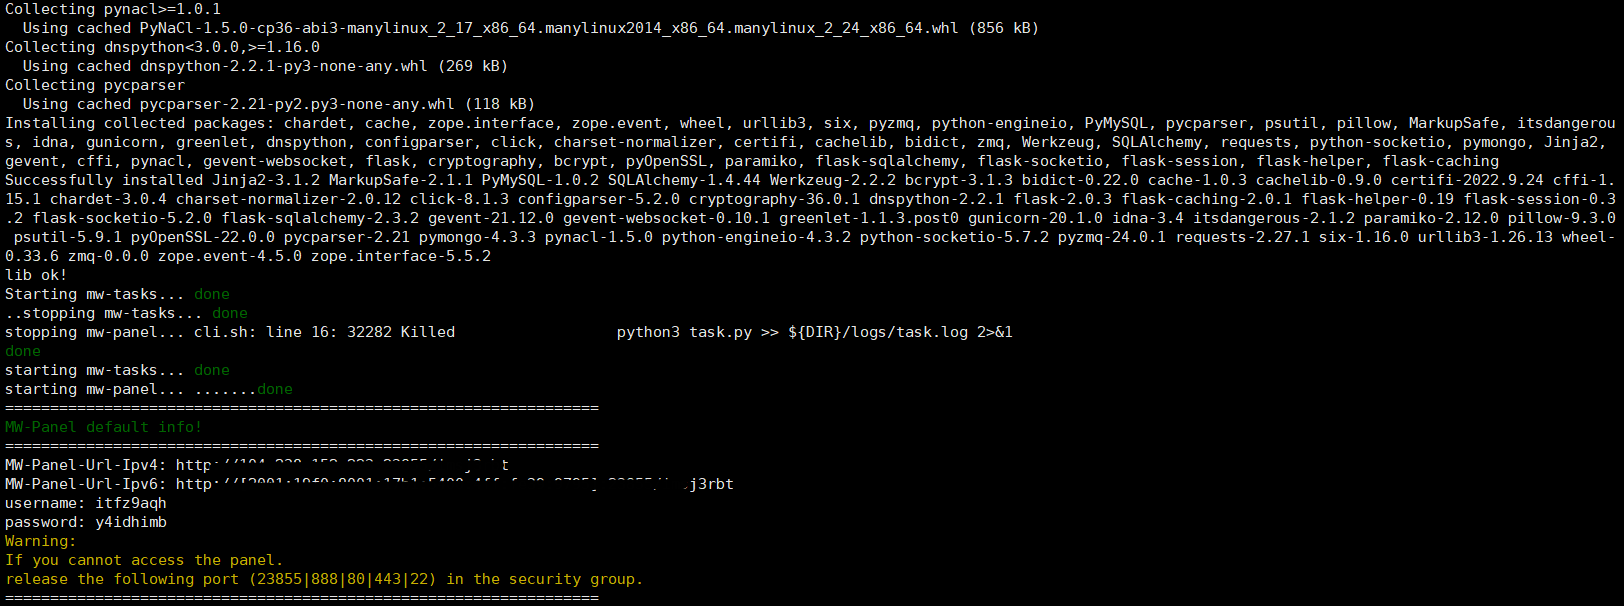 Collecting pynacl>=1.0.1
  Using cached PyNaCl-1.5.0-cp36-abi3-manylinux_2_17_x86_64.manylinux2014_x86_64.manylinux_2_24_x86_64.whl (856 kB)
Collecting dnspython<3.0.0,>=1.16.0
  Using cached dnspython-2.2.1-py3-none-any.whl (269 kB)
Collecting pycparser
  Using cached pycparser-2.21-py2.py3-none-any.whl (118 kB)
Installing collected packages: chardet, cache, zope.interface, zope.event, wheel, urllib3, six, pyzmq, python-engineio, PyMySQL, pycparser, psutil, pillow, MarkupSafe, itsdangerou
s, idna, gunicorn, greenlet, dnspython, configparser, click, charset-normalizer, certifi, cachelib, bidict, zmq, Werkzeug, SQLAlchemy, requests, python-socketio, pymongo, Jinja2,
gevent, cffi, pynacl, gevent-websocket, flask, cryptography, bcrypt, pyOpenSSL, paramiko, flask-sqlalchemy, flask-socketio, flask-session, flask-helper, flask-caching
Successfully installed Jinja2-3.1.2 MarkupSafe-2.1.1 PyMySQL-1.0.2 SQLAlchemy-1.4.44 Werkzeug-2.2.2 bcrypt-3.1.3 bidict-0.22.0 cache-1.0.3 cachelib-0.9.0 certifi-2022.9.24 cffi-1.
15.1 chardet-3.0.4 charset-normalizer-2.0.12 click-8.1.3 configparser-5.2.0 cryptography-36.0.1 dnspython-2.2.1 flask-2.0.3 flask-caching-2.0.1 flask-helper-0.19 flask-session-0.3
.2 flask-socketio-5.2.0 flask-sqlalchemy-2.3.2 gevent-21.12.0 gevent-websocket-0.10.1 greenlet-1.1.3.post0 gunicorn-20.1.0 idna-3.4 itsdangerous-2.1.2 paramiko-2.12.0 pillow-9.3.0
 psutil-5.9.1 pyOpenSSL-22.0.0 pycparser-2.21 pymongo-4.3.3 pynacl-1.5.0 python-engineio-4.3.2 python-socketio-5.7.2 pyzmq-24.0.1 requests-2.27.1 six-1.16.0 urllib3-1.26.13 wheel-
0.33.6 zmq-0.0.0 zope.event-4.5.0 zope.interface-5.5.2
lib ok!
Starting mw-tasks... done
..stopping mw-tasks... done
stopping mw-panel... cli.sh: line 16: 32282 Killed                  python3 task.py >> ${DIR}/logs/task.log 2>&1
done
starting mw-tasks... done
starting mw-panel... .......done
==================================================================
MW-Panel default info!
==================================================================
MW-Panel-Url-Ipv4: http
MW-Panel-Url-Ipv6: http j3rbt
username: itfz9aqh
password: y4idhimb
Warning:
If you cannot access the panel.
release the following port (23855|888|80|443|22) in the security group.
==================================================================